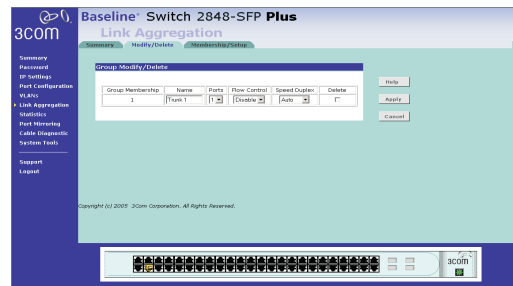 3COM
Baseline* Switch 2848-SFP Plus
Link Aggregation
Summary Modify/Delete Membership/Setup
Summary
Password
IP Settings
Port Configuration
VLANs
Link Aggregation
Statistics
Port Mirroring
Cable Diagnostic
System Tools
Support
Logout
Group Modify/Delete
Group Membership Name Ports Flow Control Speed Duplex Delete
1 Trunk 1 1 Disable Auto
Help
Apply
Cancel
Copyright (c) 2005 3Com Corporation. All Rights Reserved.
3com